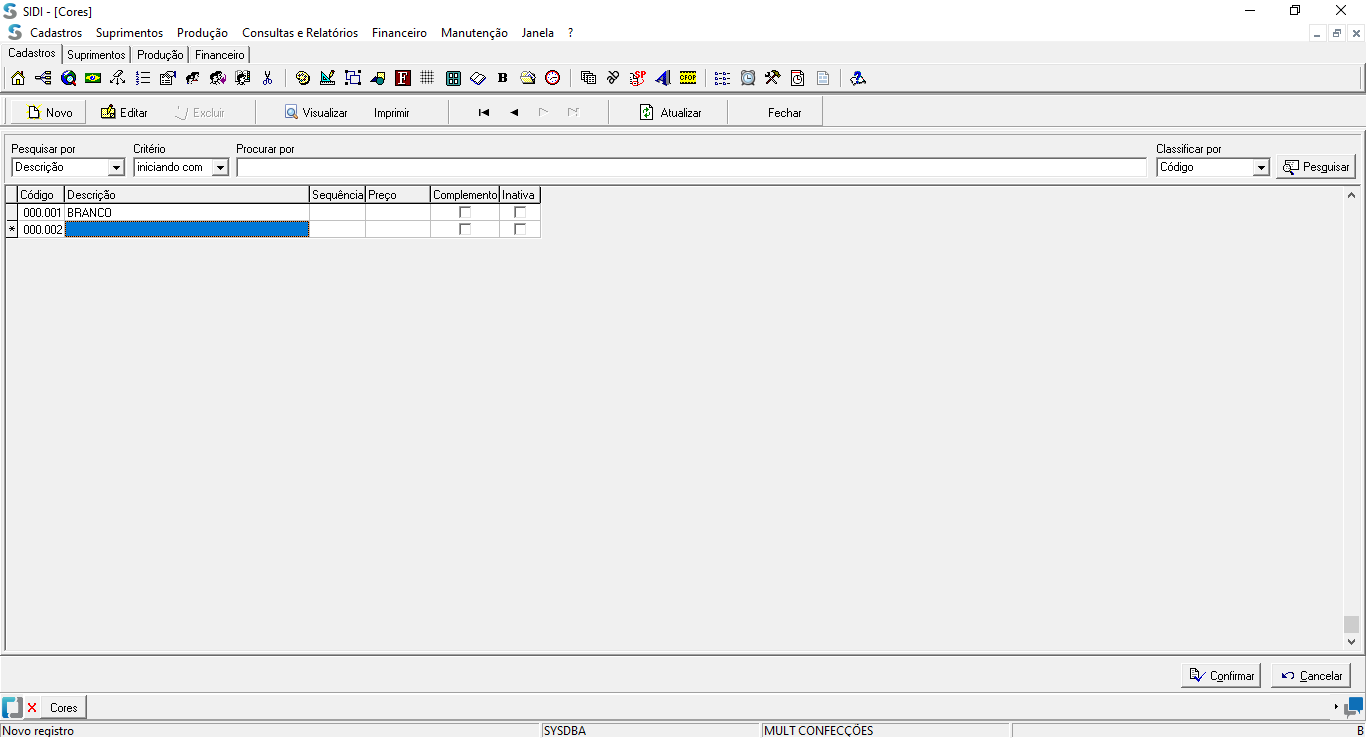 SIDI - [Cores]
Cadastros Suprimentos Produção Consultas e Relatórios Financeiro Manutenção Janela ?
Cadastros Suprimentos Produção Financeiro
F B SP CFOP
Novo Editar Excluir Visualizar Imprimir Atualizar Fechar
Pesquisar por Critério Procurar por Classificar por
Descrição iniciando com Código Pesquisar
Código Descrição Sequência Preço Complemento Inativa
000.001 BRANCO
* 000.002
Confirmar Cancelar
Cores
Novo registro SYSDBA MULT CONFECÇÕES B